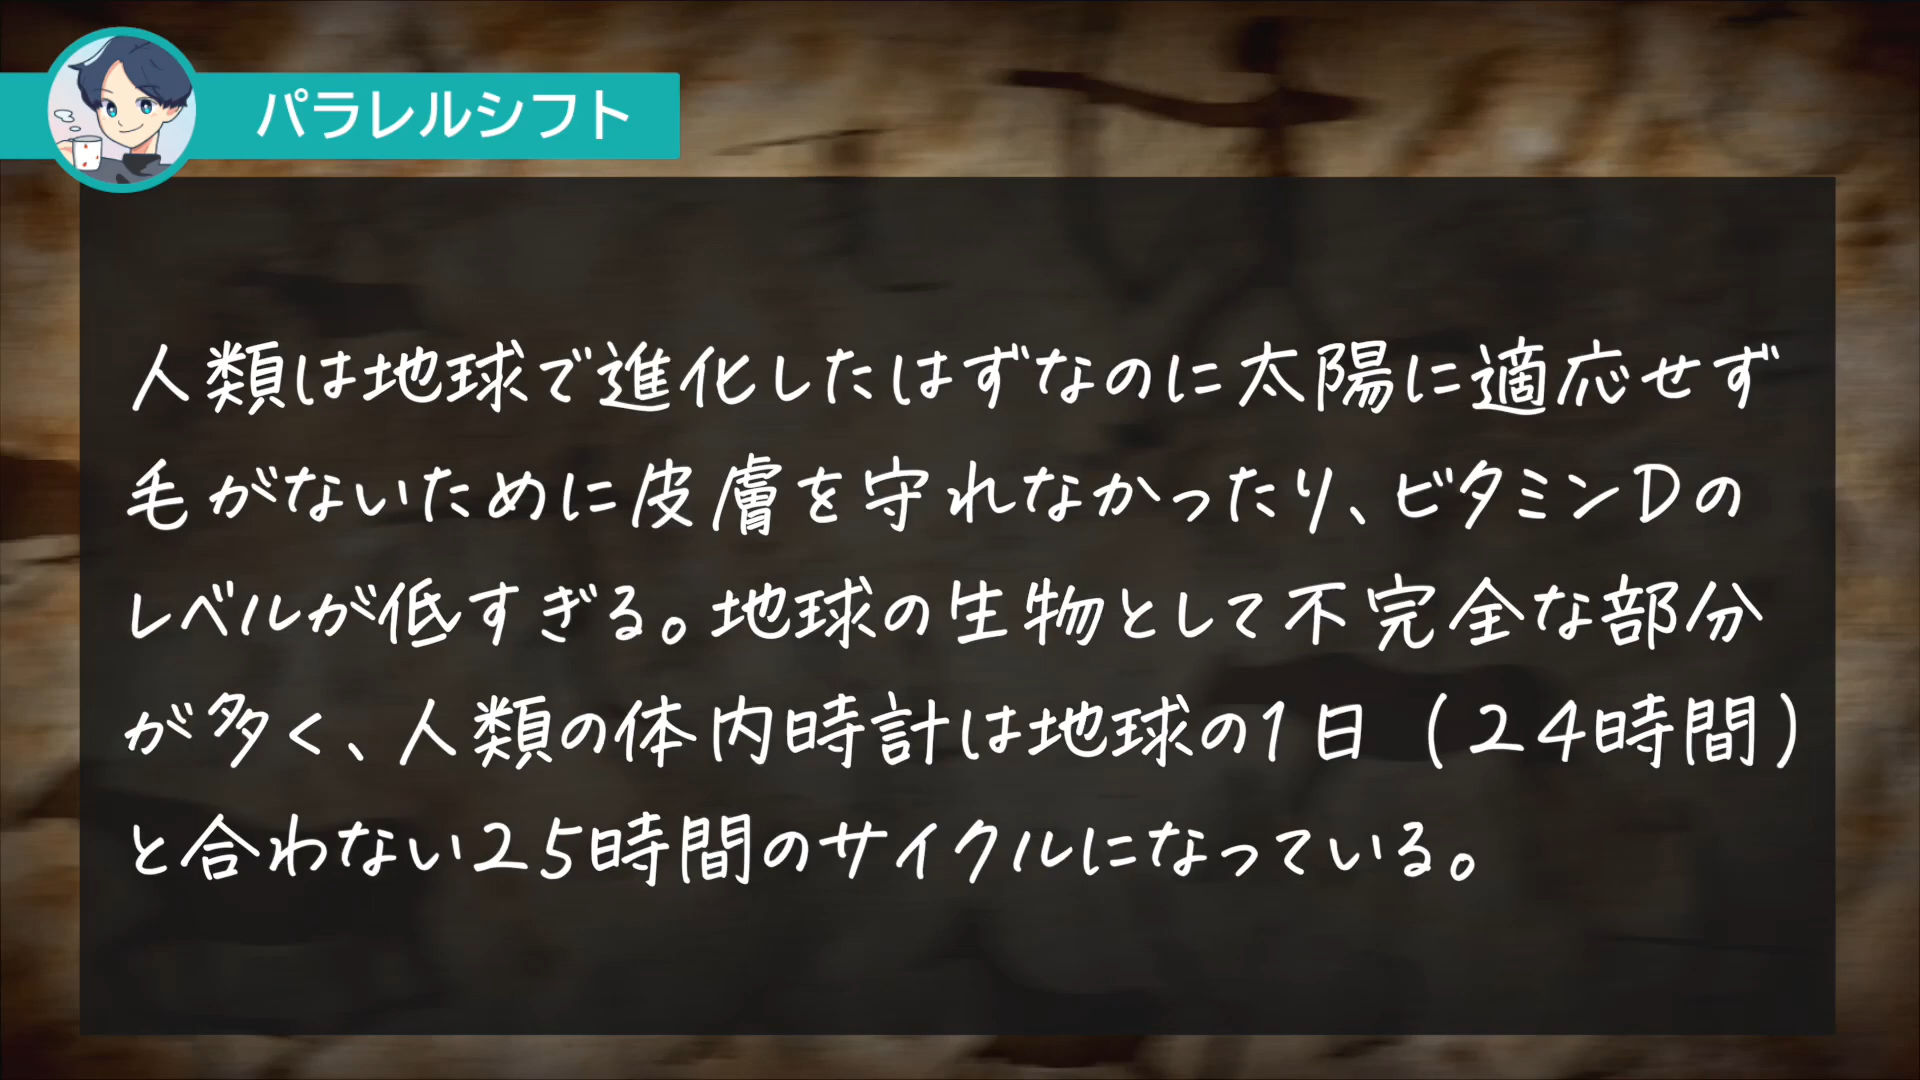 パラレルシフト
人類は地球で進化したはずなのに太陽に適応せず
毛がないために皮膚を守れなかったり、ビタミンDの
レベルが低すぎる。地球の生物として不完全な部分
が多く、人類の体内時計は地球の1日（24時間）
と合わない25時間のサイクルになっている。